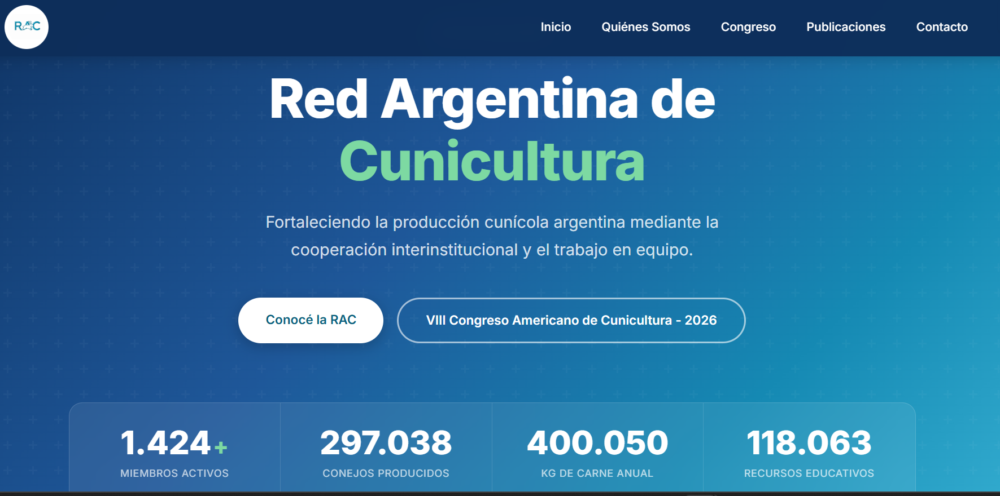 RAC
Inicio
Quiénes Somos
Congreso
Publicaciones
Contacto
Red Argentina de
Cunicultura
Fortaleciendo la producción cunícola argentina mediante la
cooperación interinstitucional y el trabajo en equipo.
Conocé la RAC
VIII Congreso Americano de Cunicultura - 2026
1.424+
MIEMBROS ACTIVOS
297.038
CONEJOS PRODUCIDOS
400.050
KG DE CARNE ANUAL
118.063
RECURSOS EDUCATIVOS